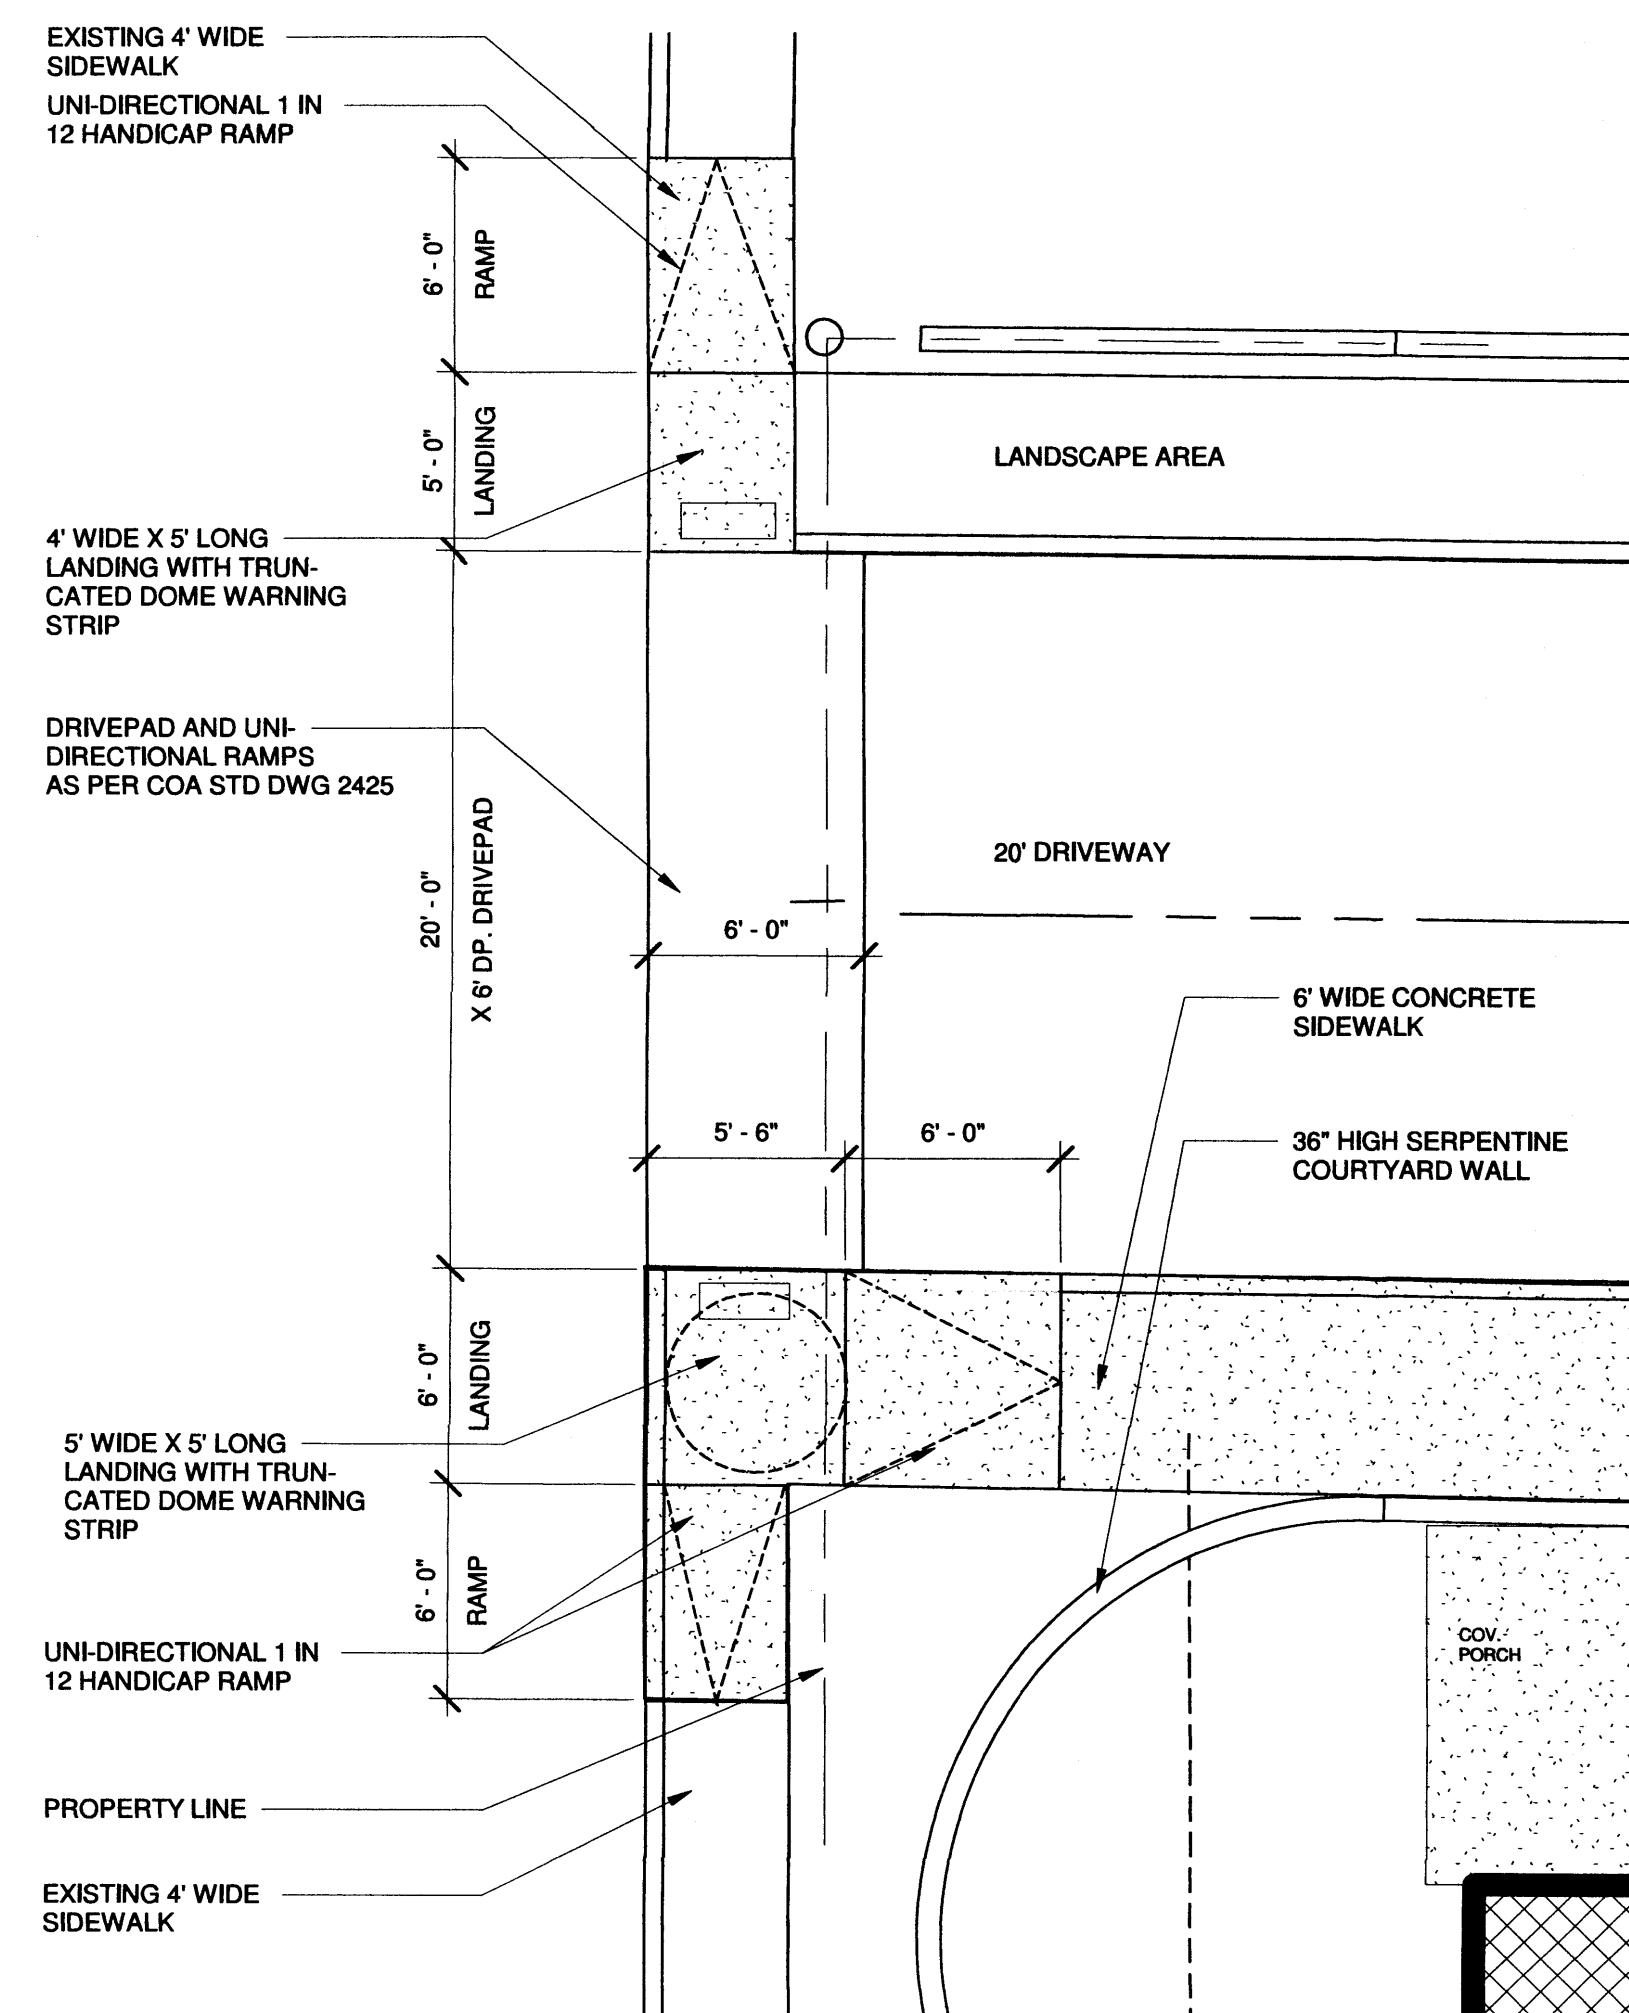 EXISTING 4' WIDE
SIDEWALK
UNI-DIRECTIONAL 1 IN
12 HANDICAP RAMP
6' - 0"
RAMP
5' - 0"
LANDING
LANDSCAPE AREA
4' WIDE X 5' LONG
LANDING WITH TRUN-
CATED DOME WARNING
STRIP
DRIVEPAD AND UNI-
DIRECTIONAL RAMPS
AS PER COA STD DWG 2425
20' - 0"
X 6' DP. DRIVEPAD
20' DRIVEWAY
6' - 0"
6' WIDE CONCRETE
SIDEWALK
5' - 6"
6' - 0"
36" HIGH SERPENTINE
COURTYARD WALL
6' - 0"
LANDING
5' WIDE X 5' LONG
LANDING WITH TRUN-
CATED DOME WARNING
STRIP
6' - 0"
RAMP
UNI-DIRECTIONAL 1 IN
12 HANDICAP RAMP
COV.
PORCH
PROPERTY LINE
EXISTING 4' WIDE
SIDEWALK